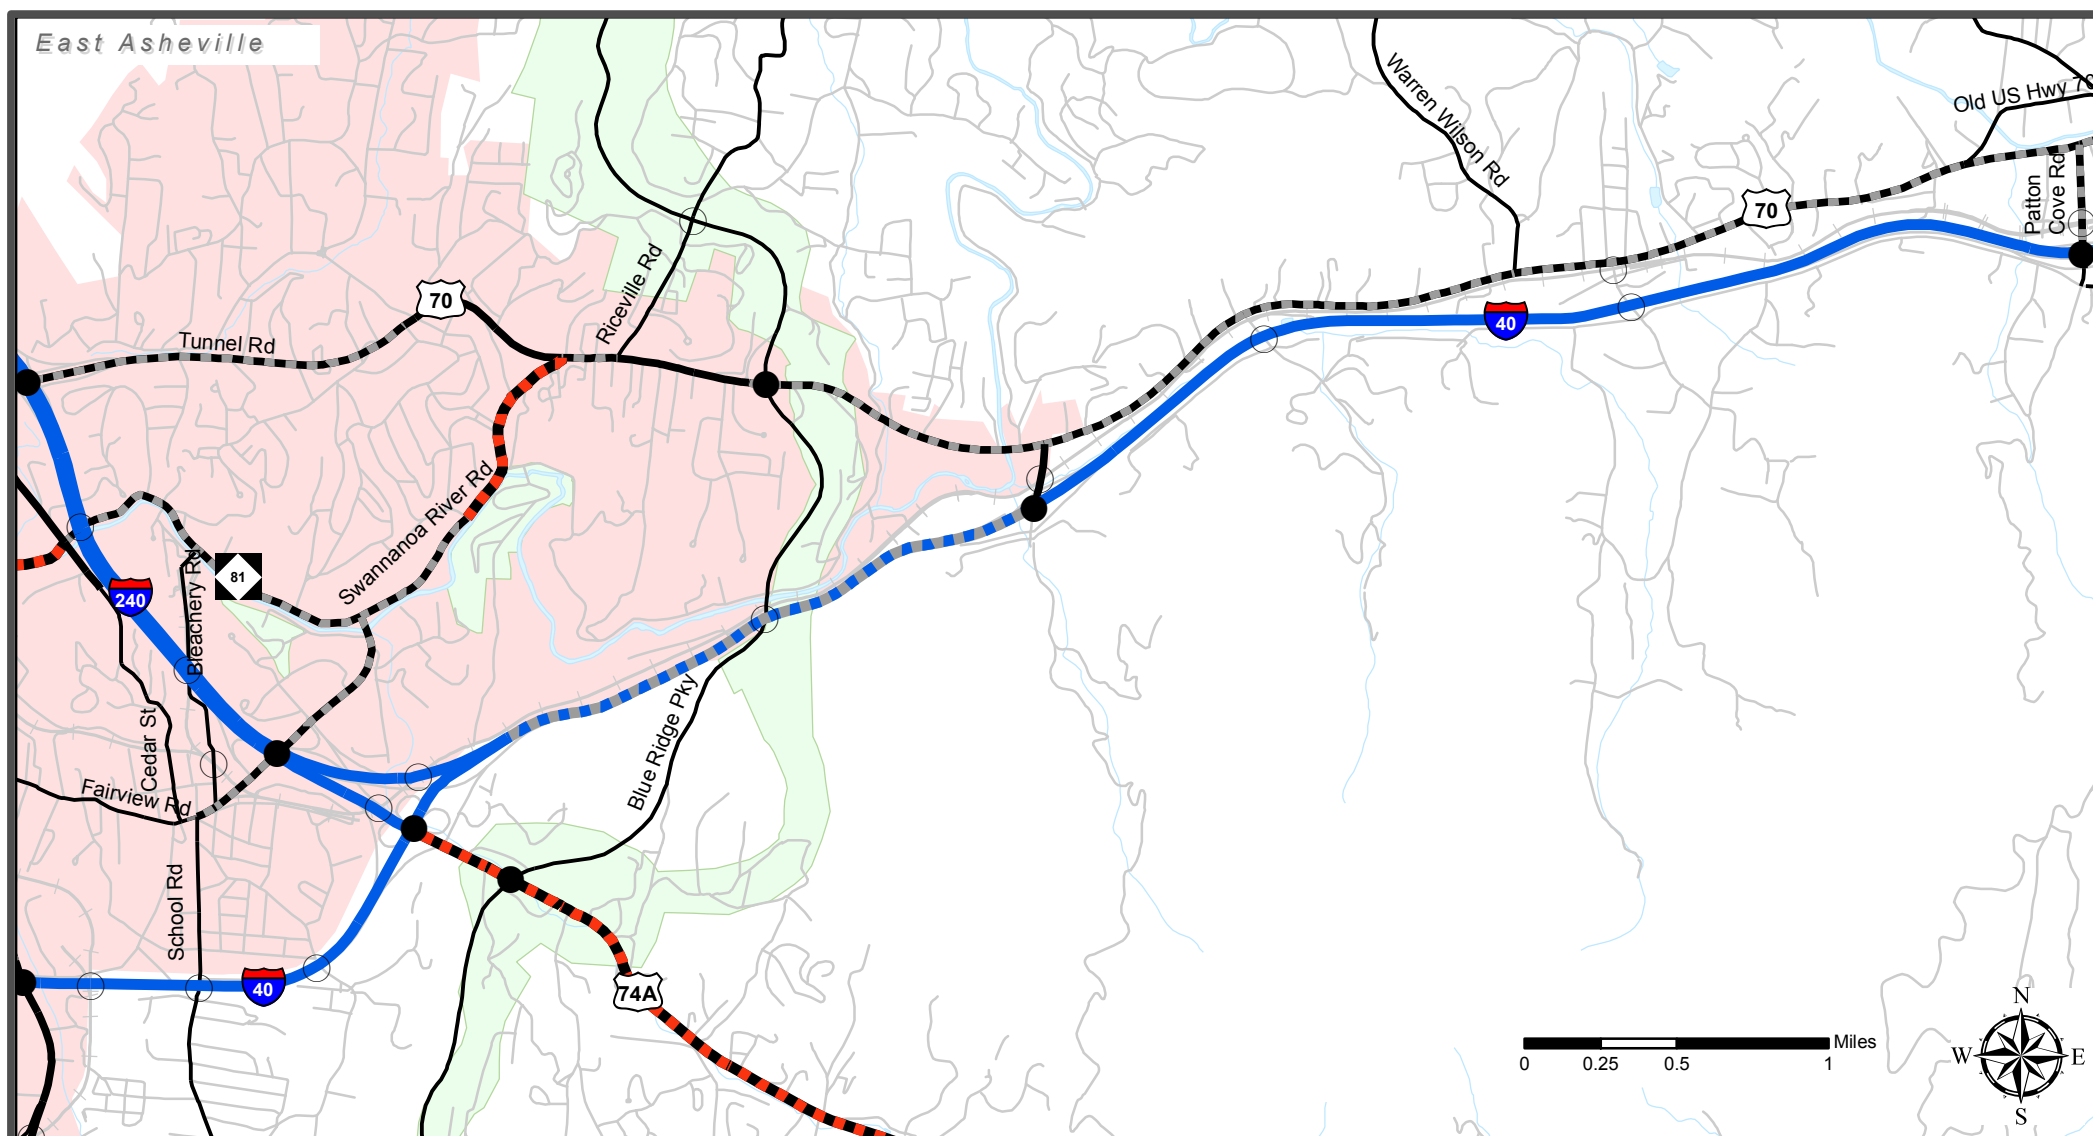 East Asheville
Warren Wilson Rd
Old US Hwy 70
Patton
Cove Rd
70
Riceville Rd
70
Tunnel Rd
40
Swannanoa River Rd
81
Bleachery Rd
240
Cedar St
Fairview Rd
Blue Ridge Pky
School Rd
40
74A
N
W
E
S
Miles
0 0.25 0.5 1